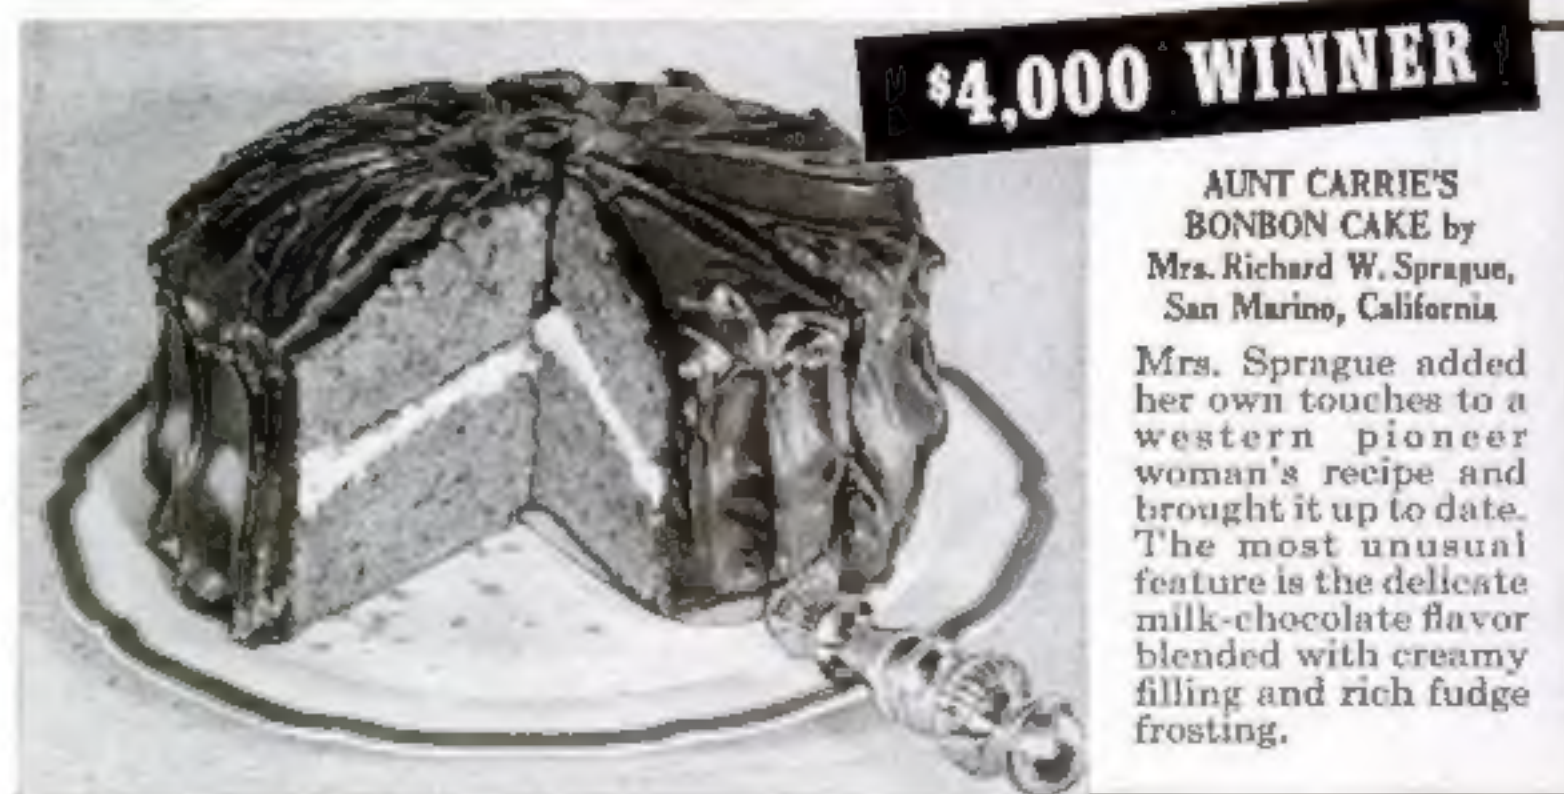 $4,000 WINNER
AUNT CARRIE'S
BONBON CAKE by
Mrs. Richard W. Sprague,
San Marino, California
Mrs. Sprague added
her own touches to a
western pioneer
woman's recipe and
brought it up to date.
The most unusual
feature is the delicate
milk-chocolate flavor
blended with creamy
filling and rich fudge
frosting.